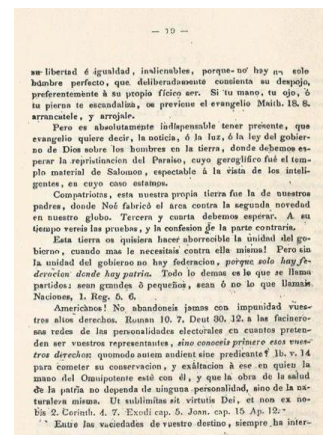 — 19 —
su libertad é igualdad, inalienables, porque no hay un solo
hombre perfecto, que deliberadamente consienta su despojo,
preferentemente á su propio fícico ser. Si tu mano, tu ojo, ó
tu pierna te escandaliza, os previene el evangelio Math. 18. 8.
arrancatele, y arrojale.
Pero es absolutamente indispensable tener presente, que
evangelio quiere decir, la noticia, ó la luz, ó la ley del gobier-
no de Dios sobre los hombres en la tierra, donde debemos es-
perar la repristinacion del Paraiso, cuyo geroglífico fué el tem-
plo material de Salomon, espectable á la vista de los inteli-
gentes, en cuyo caso estamps.
Compatriotas, esta nuestra propia tierra fue la de nuestros
padres, donde Noé fabricó el arca contra la segunda novedad
en nuestro globo. Tercera y cuarta debemos esperar. A su
tiempo vereis las pruebas, y la confesion de la parte contraria.
Esta tierra os quisiera hacer aborrecible la unidad del go-
bierno, cuando mas le necesitais contra ella misma! Pero sin
la unidad del gobierno no hay federacion, porque solo hay fe-
deracion donde hay patria. Todo lo demas es lo que se llama
partidos: sean grandes ó pequeños, sean ó no lo que llamais
Naciones, 1. Reg. 5. 6.
Americanos! No abandoneis jamas con impunidad vues-
tros altos derechos. Roman 10. 7. Deut 30. 12. a las facinero-
sas redes de las personalidades electorales en cuantos preten-
den ser vuestros representantes, sino conoceis primero esos vues-
tros derechos: quomodo autem audient sine predicante? Ib. v. 14
para cometer su conservacion, y exáltacion á ese en quien la
mano del Omnipotente esté con él, y que la obra de la salud
de la patria no dependa de ninguna personalidad, sino de la na-
turaleza misma. Ut sublimitas sit virtutis Dei, et non ex no-
bis 2. Corinth. 4. 7. Exodi cap. 5. Joan. cap. 15 Ap. 12.
Entre las vaciedades de vuestro destino, siempre ha inter-